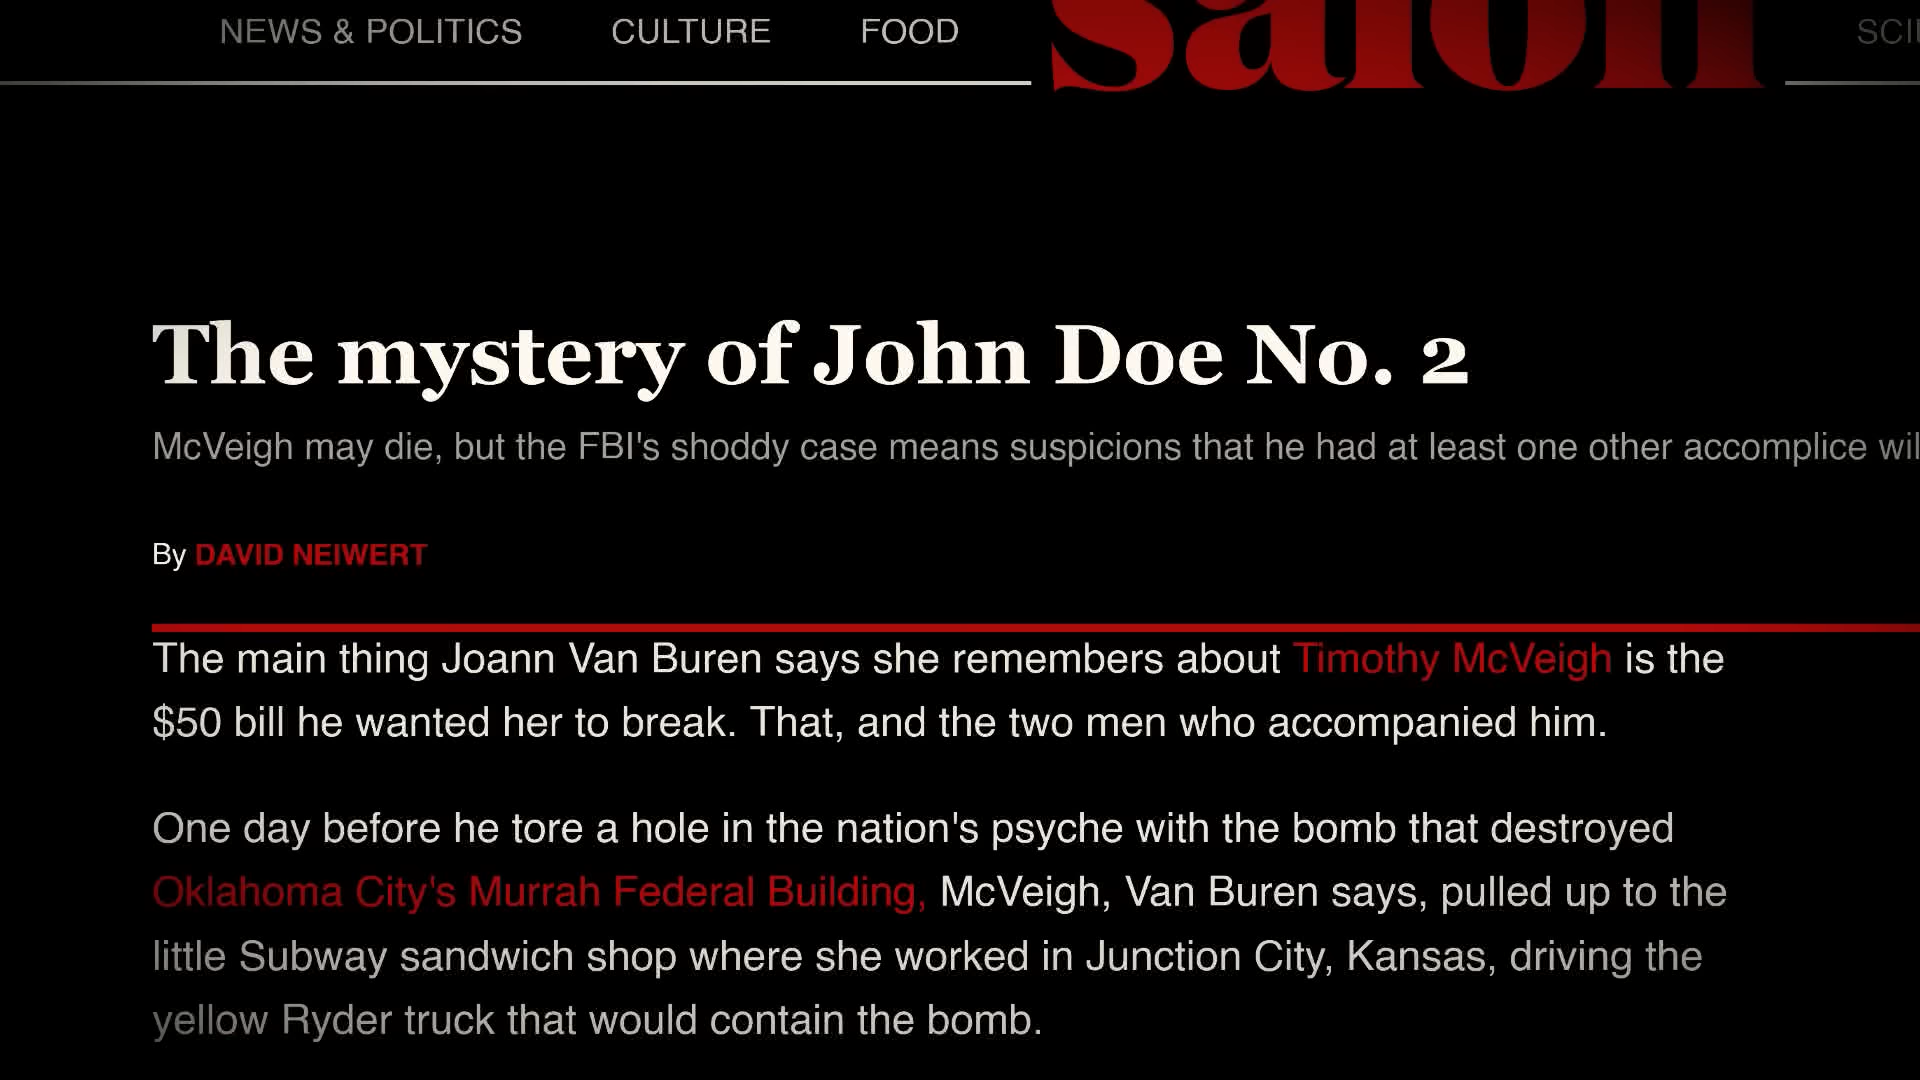 NEWS & POLITICS CULTURE FOOD salon
The mystery of John Doe No. 2
McVeigh may die, but the FBI's shoddy case means suspicions that he had at least one other accomplice
By DAVID NEIWERT
The main thing Joann Van Buren says she remembers about Timothy McVeigh is the
$50 bill he wanted her to break. That, and the two men who accompanied him.
One day before he tore a hole in the nation's psyche with the bomb that destroyed
Oklahoma City's Murrah Federal Building, McVeigh, Van Buren says, pulled up to the
little Subway sandwich shop where she worked in Junction City, Kansas, driving the
yellow Ryder truck that would contain the bomb.